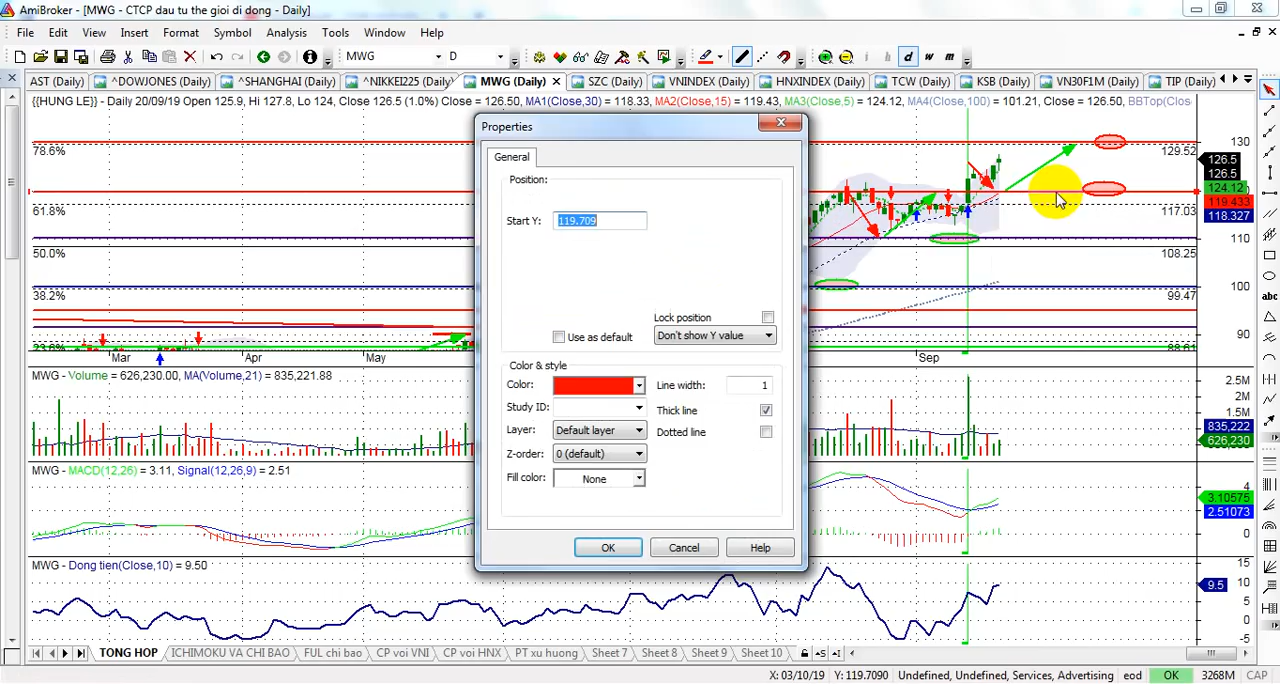 AmiBroker - [MWG - CTCP dau tu the gioi di dong - Daily]
File Edit View Insert Format Symbol Analysis Tools Window Help
MWG D i h d w m
AST (Daily) ^DOWJONES (Daily) ^SHANGHAI (Daily) ^NIKKEI225 (Daily) MWG (Daily) SZC (Daily) VNINDEX (Daily) HNXINDEX (Daily) TCW (Daily) KSB (Daily) VN30F1M (Daily) TIP (Daily)
{{HUNG LE}} - Daily 20/09/19 Open 125.9, Hi 127.8, Lo 124, Close 126.5 (1.0%) Close = 126.50, MA1(Close,30) = 118.33, MA2(Close,15) = 119.43, MA3(Close,5) = 124.12, MA4(Close,100) = 101.21, Close = 126.50, BBTop(Clos
78.6%
61.8%
50.0%
38.2%
23.6%
129.52
117.03
108.25
99.47
88.61
130
126.5
126.5
124.12
119.433
118.327
110
100
90
Mar Apr May Sep
Properties
General
Position:
Start Y: 119.709
Lock position
Use as default Don't show Y value
Color & style
Color: Line width: 1
Study ID: Thick line
Layer: Default layer Dotted line
Z-order: 0 (default)
Fill color: None
OK Cancel Help
MWG - Volume = 626,230.00, MA(Volume,21) = 835,221.88
2.5M
2M
1.5M
835,222
626,230
MWG - MACD(12,26) = 3.11, Signal(12,26,9) = 2.51
3.10575
2.51073
0
MWG - Dong tien(Close,10) = 9.50
15
9.5
5
0
-5
TONG HOP ICHIMOKU VA CHI BAO FUL chi bao CP voi VNI CP voi HNX PT xu huong Sheet 7 Sheet 8 Sheet 9 Sheet 10
X: 03/10/19 Y: 119.7090 Undefined, Undefined, Services, Advertising eod OK 3268M CAP
abc